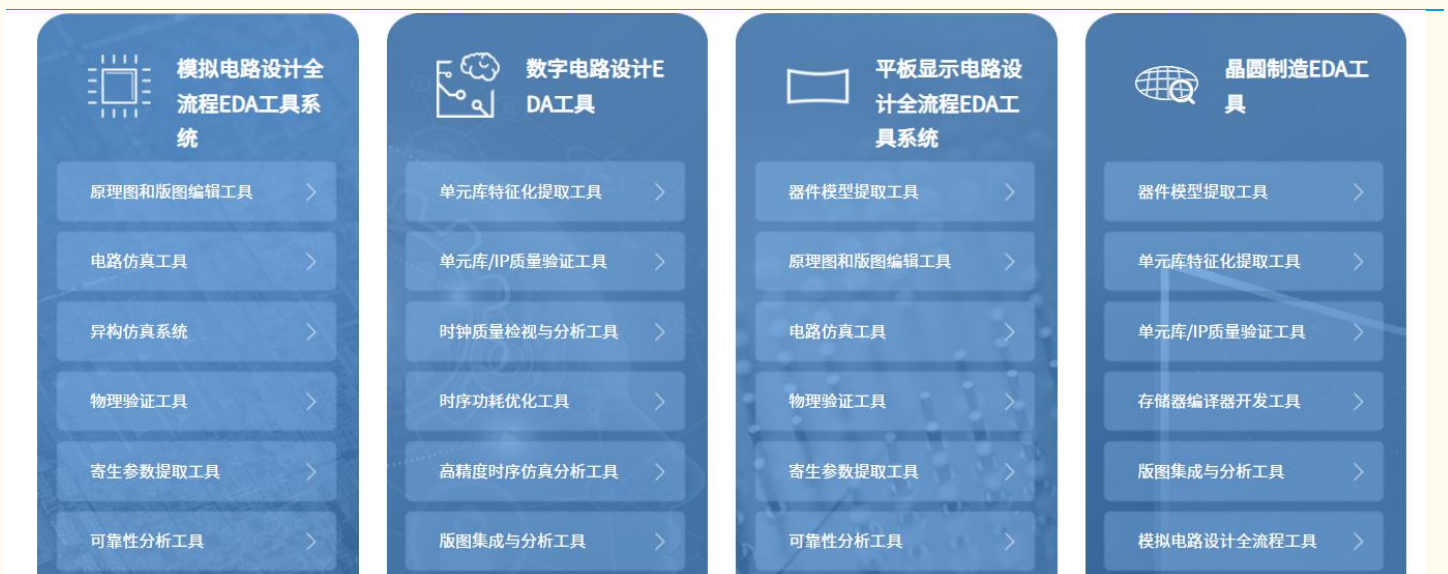 模拟电路设计全
流程EDA工具系
统
原理图和版图编辑工具
电路仿真工具
异构仿真系统
物理验证工具
寄生参数提取工具
可靠性分析工具
数字电路设计E
DA工具
单元库特征化提取工具
单元库/IP质量验证工具
时钟质量检视与分析工具
时序功耗优化工具
高精度时序仿真分析工具
版图集成与分析工具
平板显示电路设
计全流程EDA工
具系统
器件模型提取工具
原理图和版图编辑工具
电路仿真工具
物理验证工具
寄生参数提取工具
可靠性分析工具
晶圆制造EDA工
具
器件模型提取工具
单元库特征化提取工具
单元库/IP质量验证工具
存储器编译器开发工具
版图集成与分析工具
模拟电路设计全流程工具